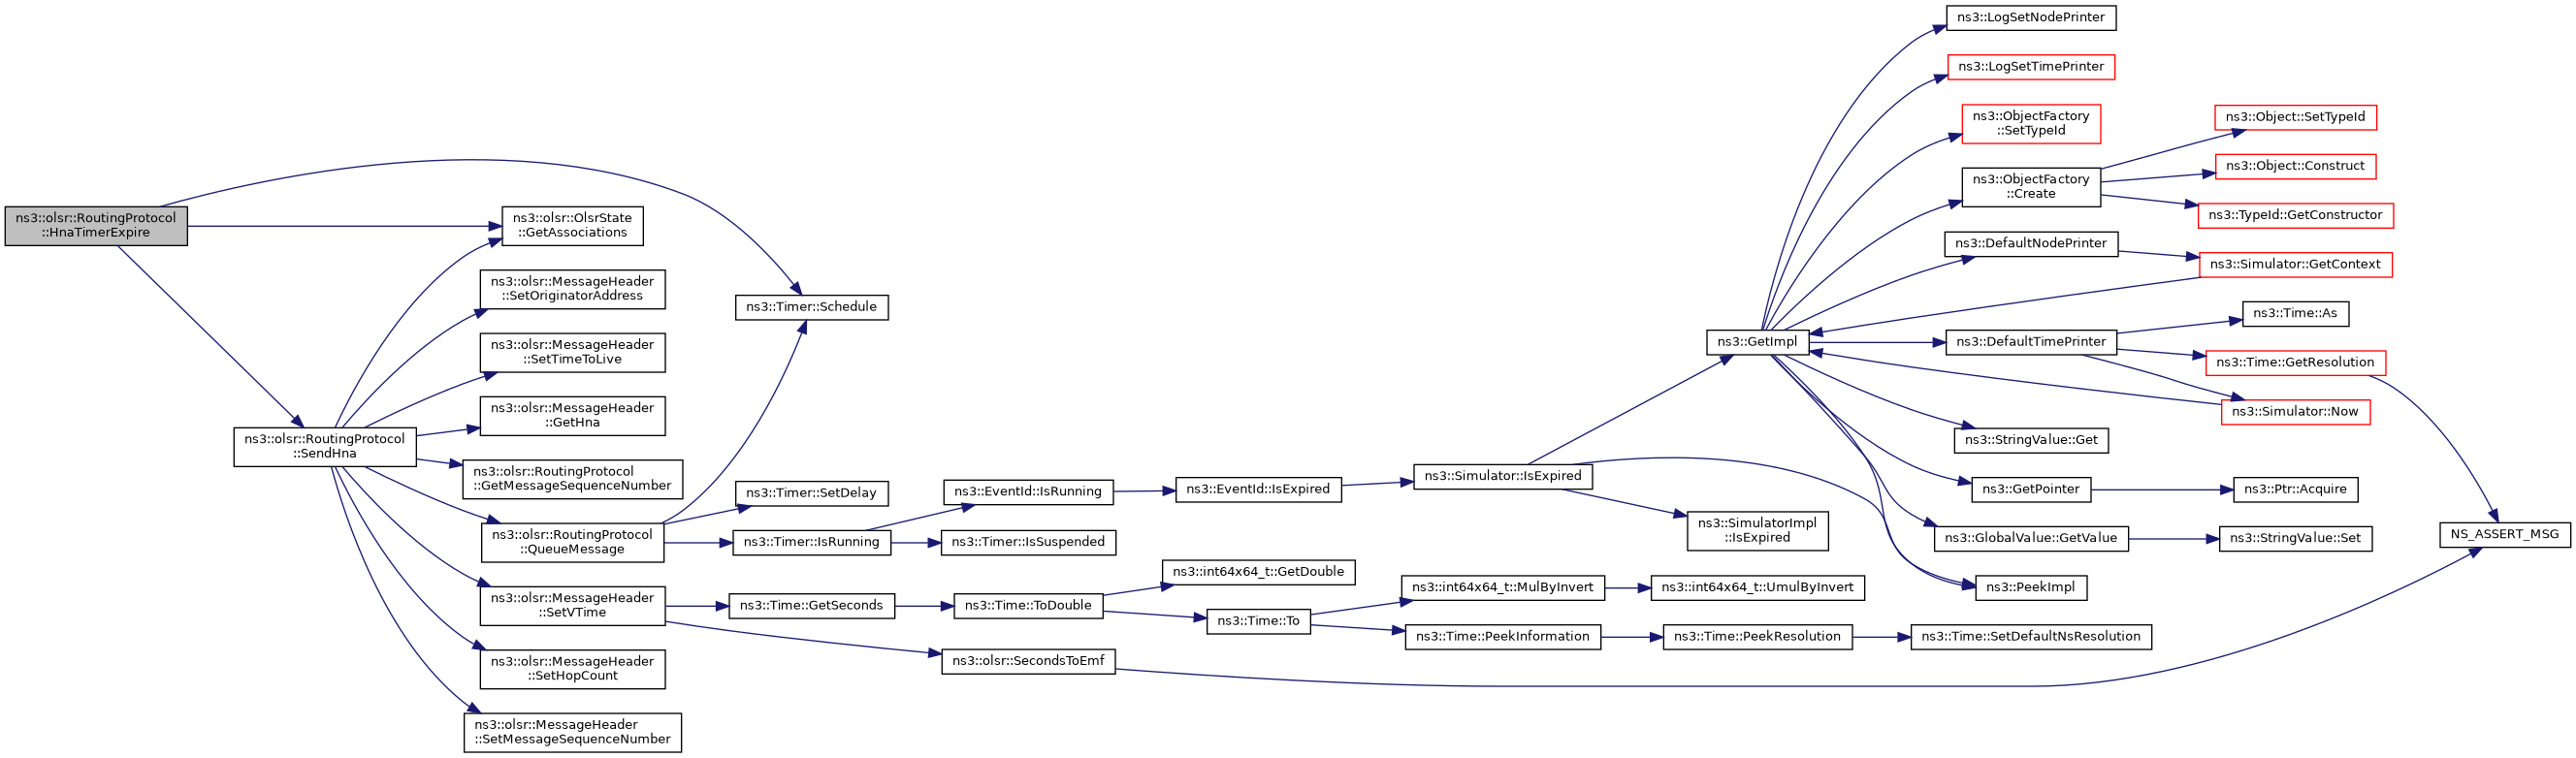 ns3::olsr::RoutingProtocol
::HnaTimerExpire
ns3::olsr::OlsrState
::GetAssociations
ns3::olsr::RoutingProtocol
::SendHna
ns3::olsr::MessageHeader
::SetOriginatorAddress
ns3::olsr::MessageHeader
::SetTimeToLive
ns3::olsr::MessageHeader
::GetHna
ns3::olsr::RoutingProtocol
::GetMessageSequenceNumber
ns3::olsr::RoutingProtocol
::QueueMessage
ns3::olsr::MessageHeader
::SetVTime
ns3::olsr::MessageHeader
::SetHopCount
ns3::olsr::MessageHeader
::SetMessageSequenceNumber
ns3::Timer::Schedule
ns3::Timer::SetDelay
ns3::Timer::IsRunning
ns3::Time::GetSeconds
ns3::EventId::IsRunning
ns3::Timer::IsSuspended
ns3::Time::ToDouble
ns3::olsr::SecondsToEmf
ns3::EventId::IsExpired
ns3::int64x64_t::GetDouble
ns3::Time::To
ns3::Simulator::IsExpired
ns3::int64x64_t::MulByInvert
ns3::Time::PeekInformation
ns3::SimulatorImpl
::IsExpired
ns3::int64x64_t::UmulByInvert
ns3::Time::PeekResolution
ns3::GetImpl
ns3::LogSetNodePrinter
ns3::LogSetTimePrinter
ns3::ObjectFactory
::SetTypeId
ns3::ObjectFactory
::Create
ns3::DefaultNodePrinter
ns3::DefaultTimePrinter
ns3::StringValue::Get
ns3::GetPointer
ns3::GlobalValue::GetValue
ns3::PeekImpl
ns3::Time::SetDefaultNsResolution
ns3::Object::SetTypeId
ns3::Object::Construct
ns3::TypeId::GetConstructor
ns3::Simulator::GetContext
ns3::Time::As
ns3::Time::GetResolution
ns3::Simulator::Now
ns3::Ptr::Acquire
ns3::StringValue::Set
NS_ASSERT_MSG